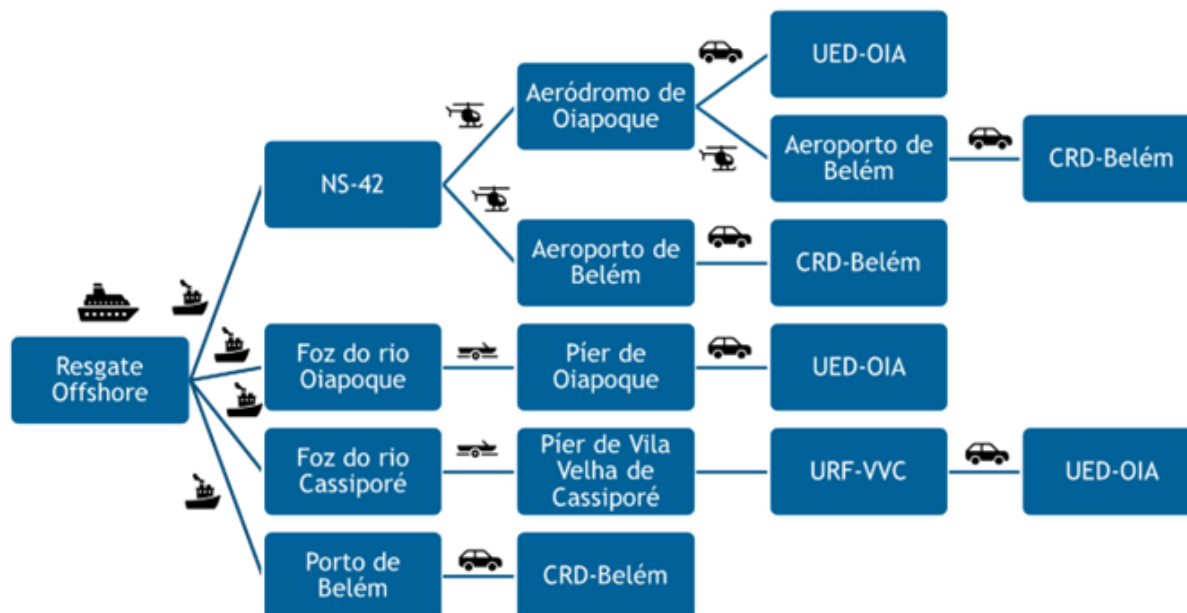 UED-OIA
Aeródromo de
Oiapoque
Aeroporto de
Belém
CRD-Belém
NS-42
Aeroporto de
Belém
CRD-Belém
Resgate
Offshore
Foz do rio
Oiapoque
Píer de
Oiapoque
UED-OIA
Foz do rio
Cassiporé
Píer de Vila
Velha de
Cassiporé
URF-VVC
UED-OIA
Porto de
Belém
CRD-Belém